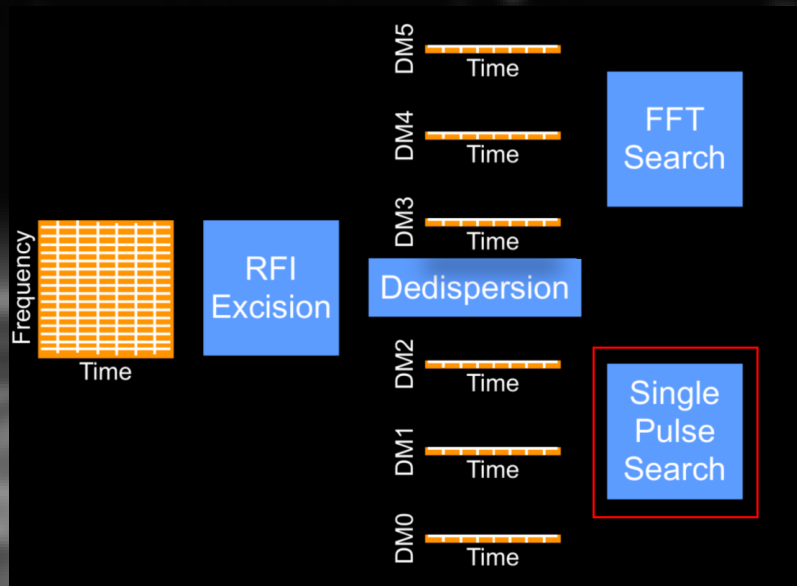 Frequency
Time
RFI
Excision
DM5
Time
DM4
Time
DM3
Time
Dedispersion
DM2
Time
DM1
Time
DM0
Time
FFT
Search
Single
Pulse
Search